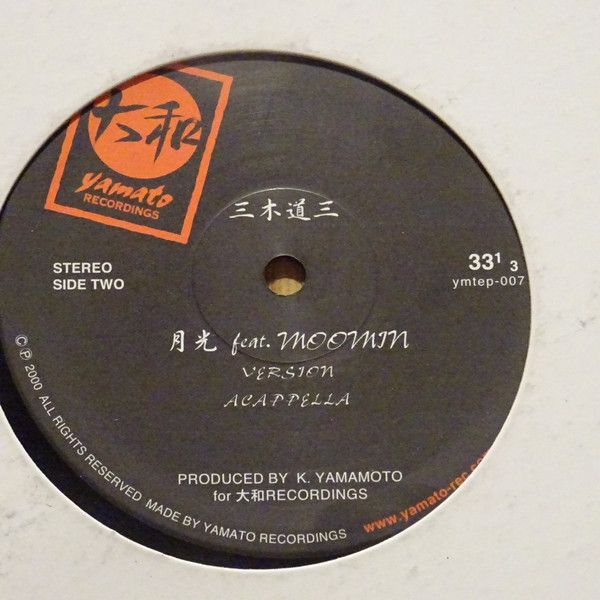 大和
yamato
RECORDINGS
三木道三
STEREO
SIDE TWO
33 1 3
ymtep-007
月光 feat. MOOMIN
VERSION
ACAPPELLA
PRODUCED BY K. YAMAMOTO
for 大和RECORDINGS
© ℗ 2000 ALL RIGHTS RESERVED MADE BY YAMATO RECORDINGS
www.yamato-rec.co